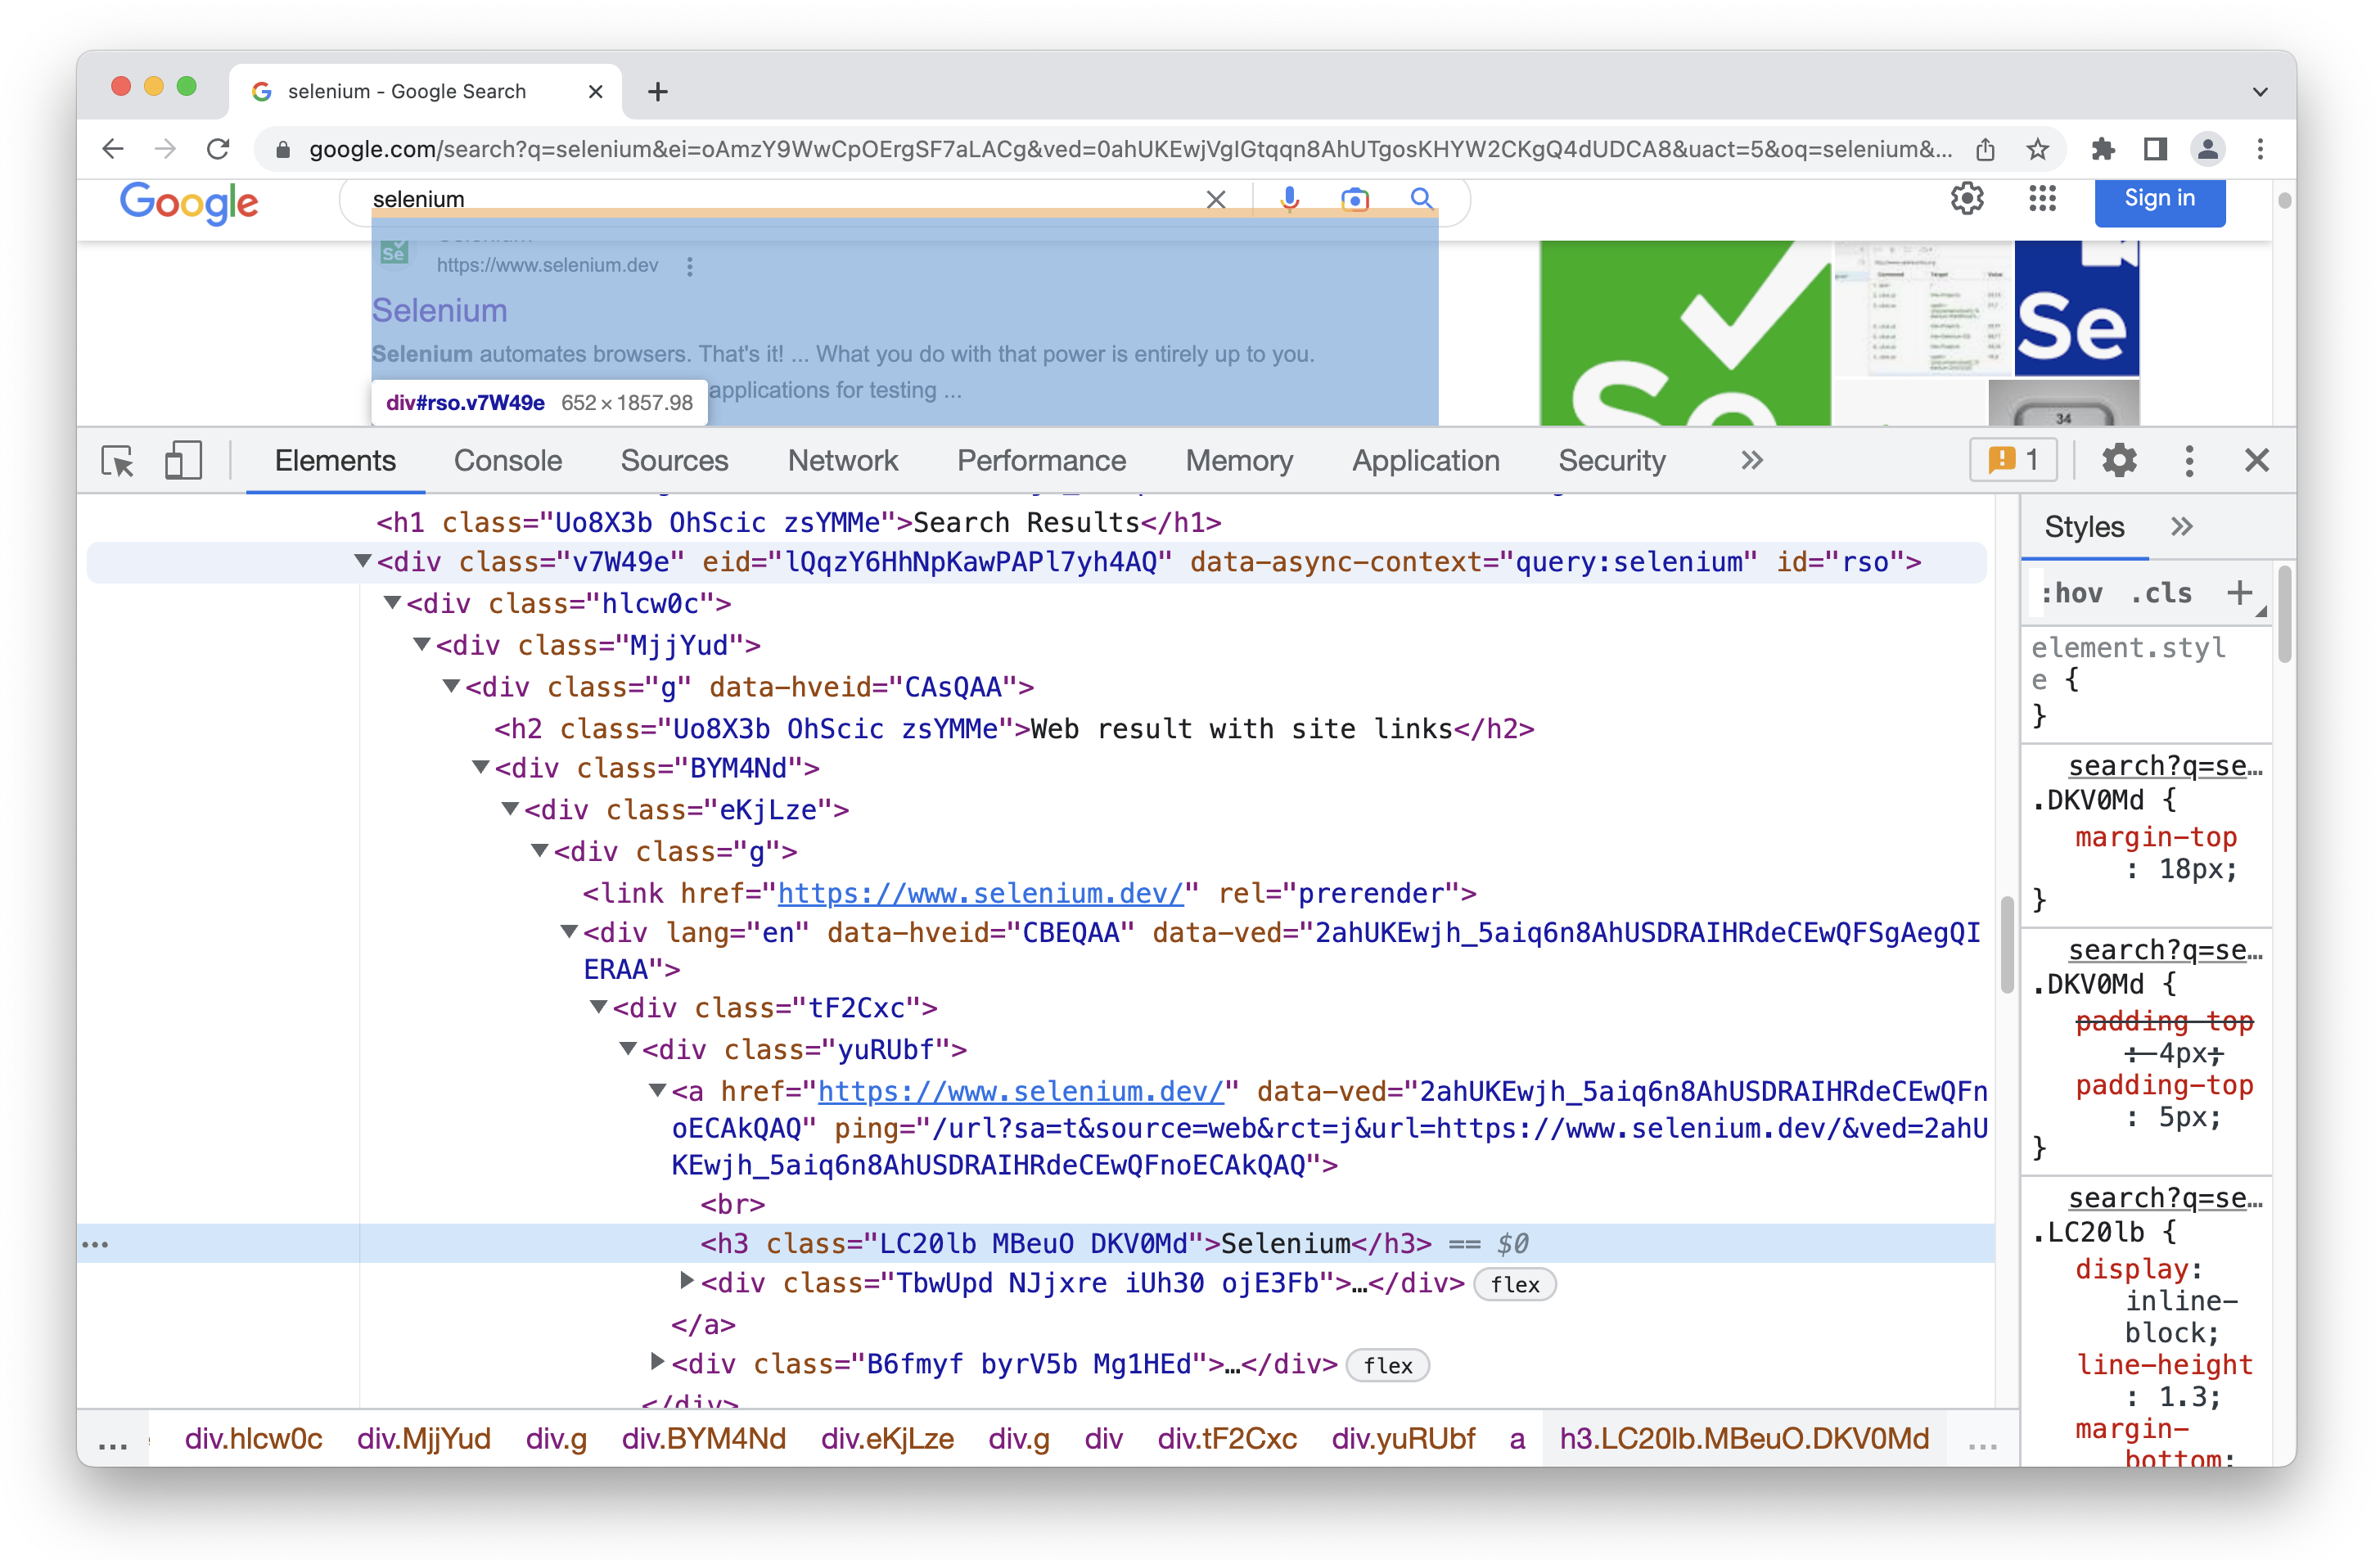 selenium - Google Search
google.com/search?q=selenium&ei=oAmzY9WwCpOErgSF7aLACg&ved=0ahUKEwjVglGtqqn8AhUTgosKHYW2CKgQ4dUDCA8&uact=5&oq=selenium&...
Google
selenium
Sign in
Se
https://www.selenium.dev
Selenium
Selenium automates browsers. That's it! ... What you do with that power is entirely up to you.
applications for testing ...
div#rso.v7W49e 652 × 1857.98
Se
Se
34
Elements Console Sources Network Performance Memory Application Security
1
<h1 class="Uo8X3b OhScic zsYMMe">Search Results</h1>
<div class="v7W49e" eid="lQqzY6HhNpKawPAPl7yh4AQ" data-async-context="query:selenium" id="rso">
<div class="hlcw0c">
<div class="MjjYud">
<div class="g" data-hveid="CAsQAA">
<h2 class="Uo8X3b OhScic zsYMMe">Web result with site links</h2>
<div class="BYM4Nd">
<div class="eKjLze">
<div class="g">
<link href="https://www.selenium.dev/" rel="prerender">
<div lang="en" data-hveid="CBEQAA" data-ved="2ahUKEwjh_5aiq6n8AhUSDRAIHRdeCEwQFSgAegQI
ERAA">
<div class="tF2Cxc">
<div class="yuRUbf">
<a href="https://www.selenium.dev/" data-ved="2ahUKEwjh_5aiq6n8AhUSDRAIHRdeCEwQFn
oECAkQAQ" ping="/url?sa=t&source=web&rct=j&url=https://www.selenium.dev/&ved=2ahU
KEwjh_5aiq6n8AhUSDRAIHRdeCEwQFnoECAkQAQ">
<br>
<h3 class="LC20lb MBeuO DKV0Md">Selenium</h3> == $0
<div class="TbwUpd NJjxre iUh30 ojE3Fb">…</div> flex
</a>
<div class="B6fmyf byrV5b Mg1HEd">…</div> flex
</div>
... div.hlcw0c div.MjjYud div.g div.BYM4Nd div.eKjLze div.g div div.tF2Cxc div.yuRUbf a h3.LC20lb.MBeuO.DKV0Md ...
Styles
:hov .cls
element.styl
e {
}
search?q=se…
.DKV0Md {
margin-top
: 18px;
}
search?q=se…
.DKV0Md {
padding-top
: 4px;
padding-top
: 5px;
}
search?q=se…
.LC20lb {
display:
inline-
block;
line-height
: 1.3;
margin-
bottom: